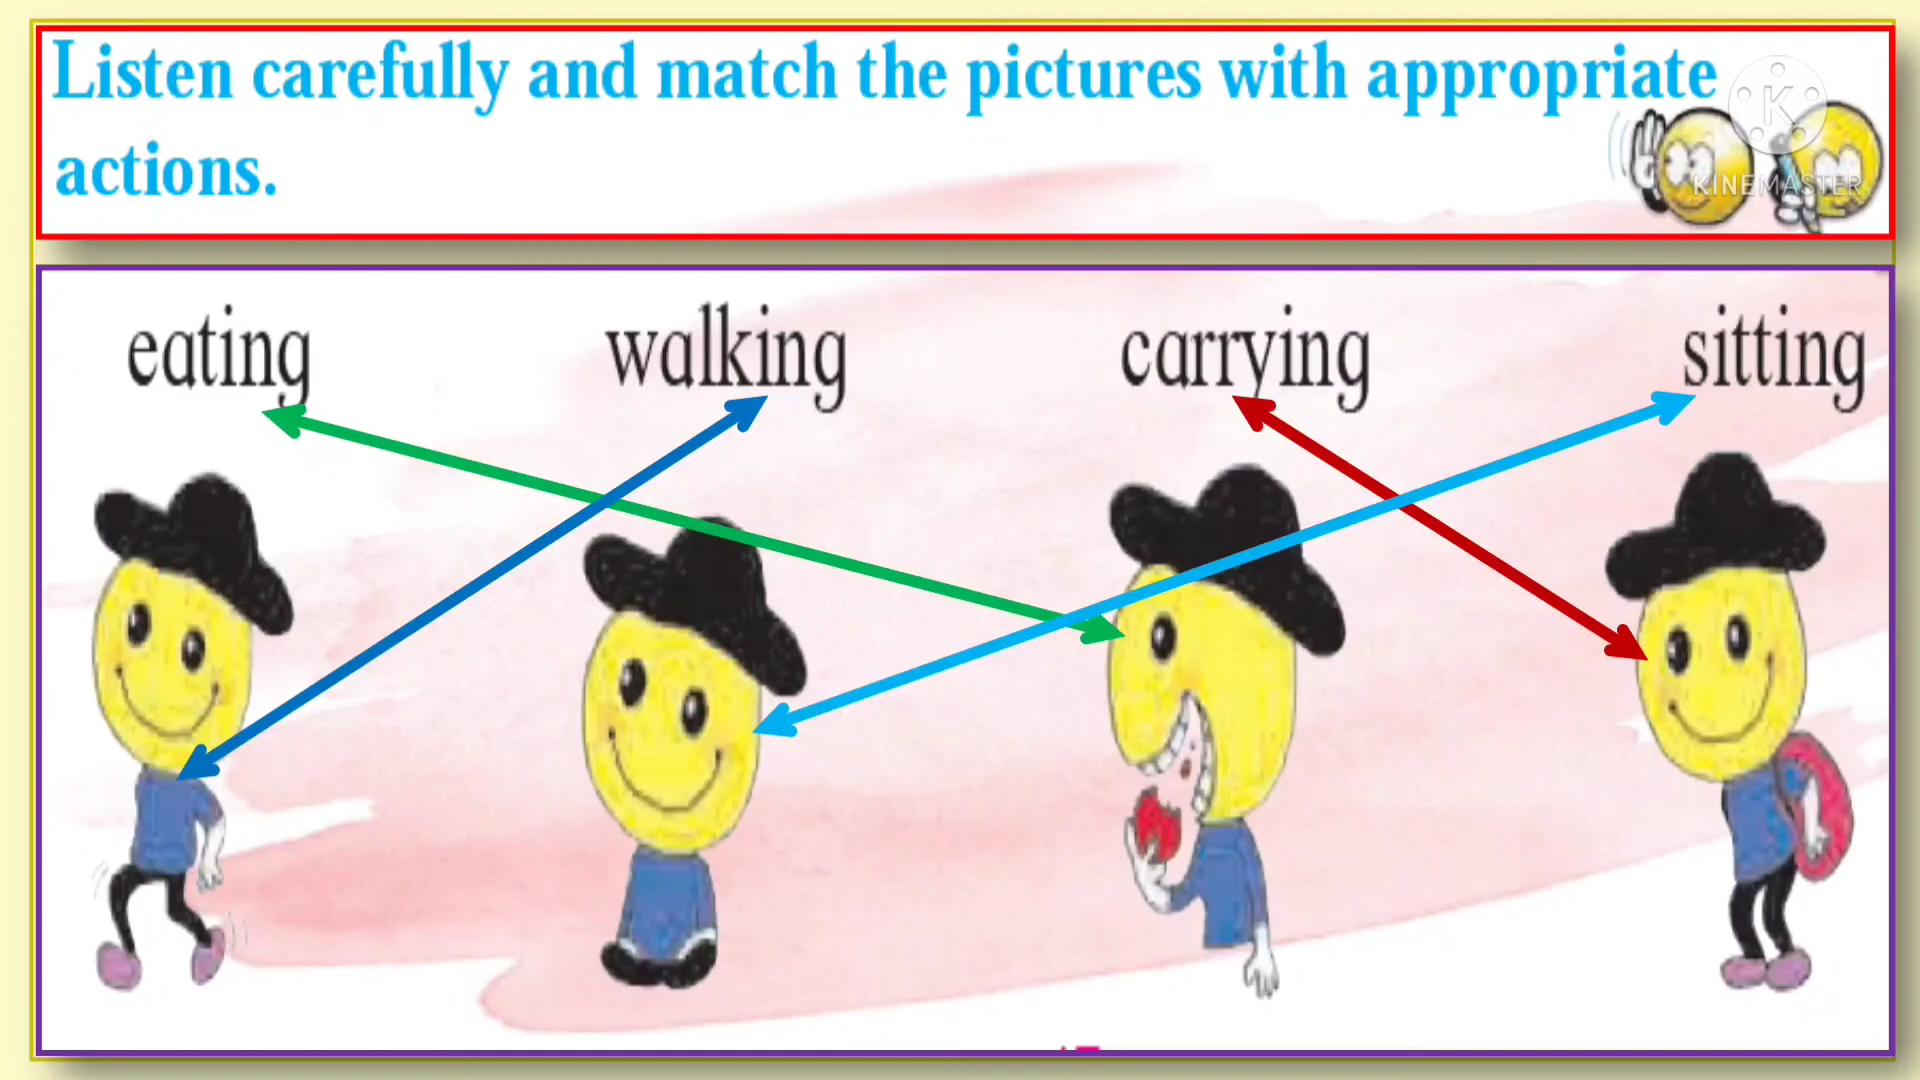 Listen carefully and match the pictures with appropriate
actions.
K
KINEMASTER
eating walking carrying sitting